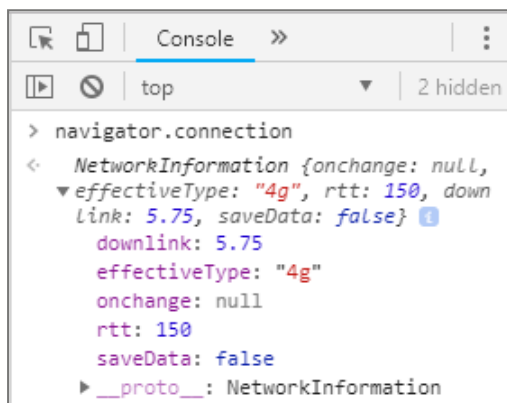 Console »
top ▼ 2 hidden
> navigator.connection
<· NetworkInformation {onchange: null,
▼effectiveType: "4g", rtt: 150, down
link: 5.75, saveData: false} i
downlink: 5.75
effectiveType: "4g"
onchange: null
rtt: 150
saveData: false
▶__proto__: NetworkInformation